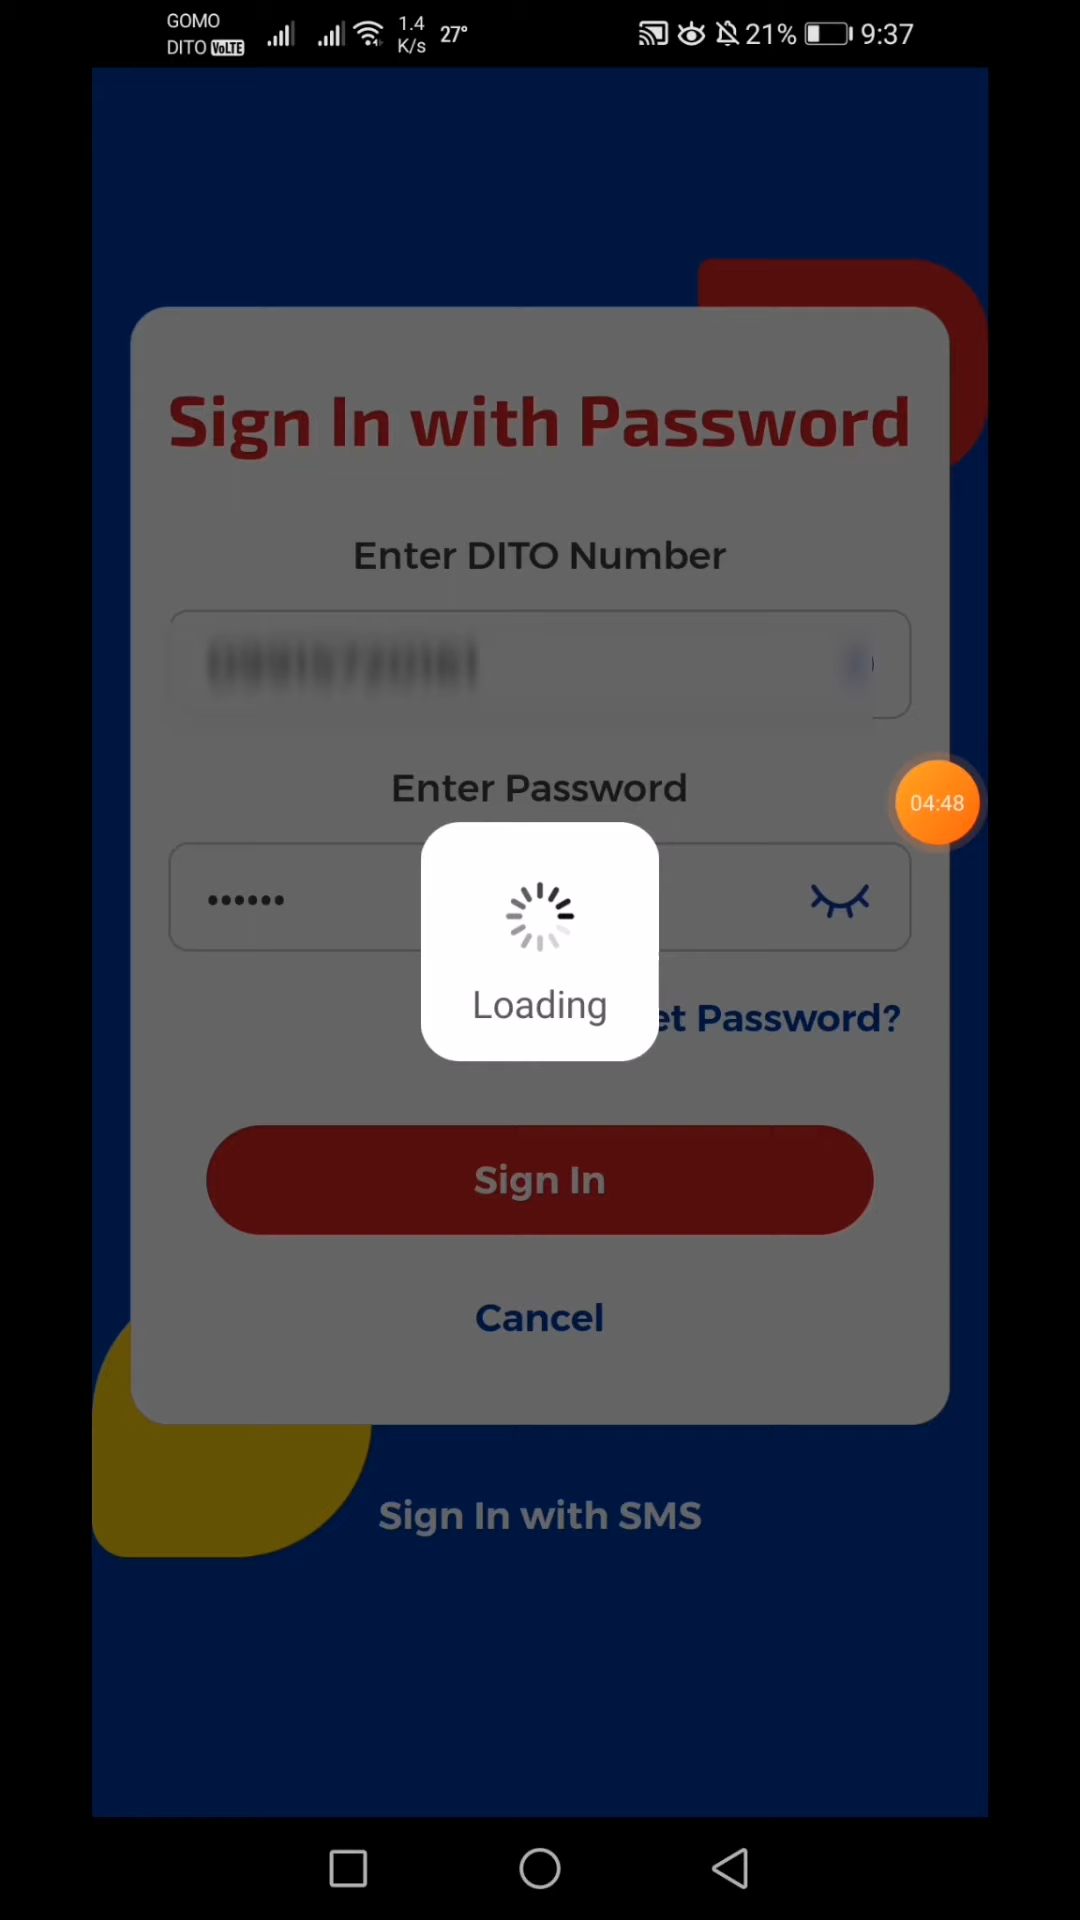 GOMO
DITO VoLTE
1.4
K/s
27°
21%
9:37
Sign In with Password
Enter DITO Number
Enter Password
04:48
••••••
Loading
et Password?
Sign In
Cancel
Sign In with SMS